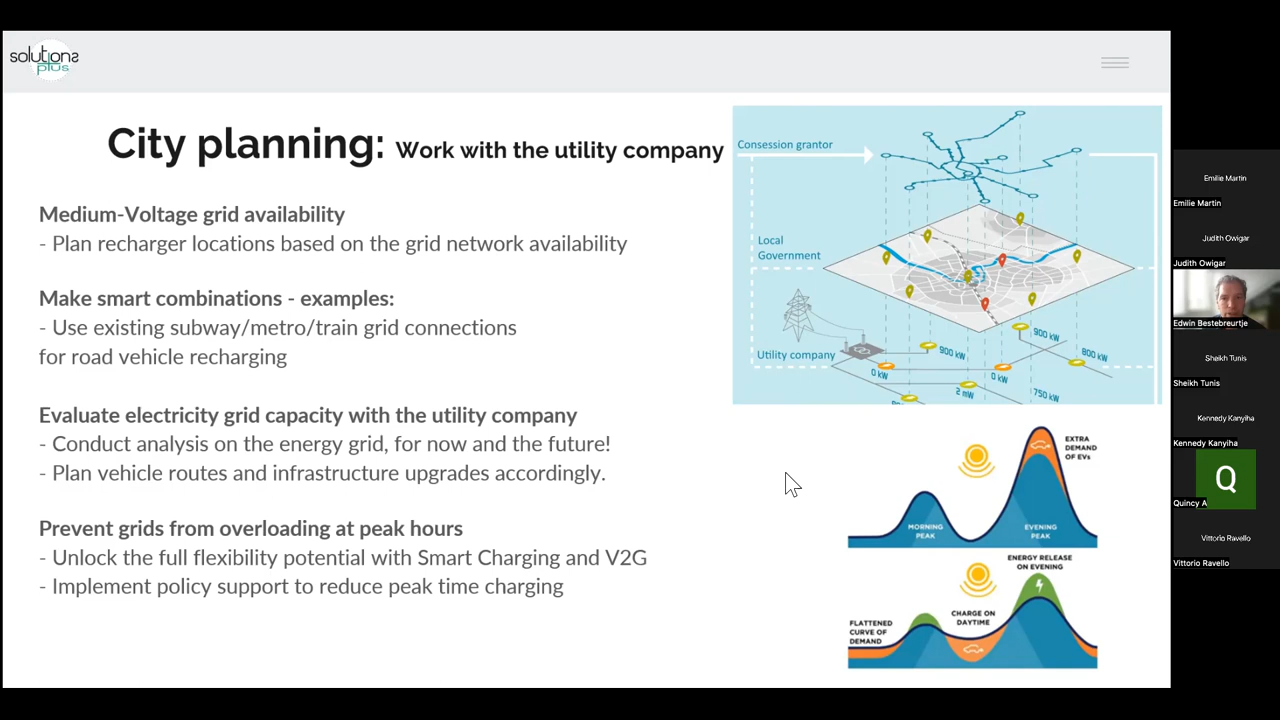 solutions
plus
City planning: Work with the utility company
Medium-Voltage grid availability
- Plan recharger locations based on the grid network availability
Make smart combinations - examples:
- Use existing subway/metro/train grid connections
for road vehicle recharging
Evaluate electricity grid capacity with the utility company
- Conduct analysis on the energy grid, for now and the future!
- Plan vehicle routes and infrastructure upgrades accordingly.
Prevent grids from overloading at peak hours
- Unlock the full flexibility potential with Smart Charging and V2G
- Implement policy support to reduce peak time charging
Consession grantor
Local
Government
Utility company
900 kW
900 kW
800 kW
0 kW
0 kW
2 mW
750 kW
EXTRA
DEMAND
OF EVs
MORNING
PEAK
EVENING
PEAK
ENERGY RELEASE
ON EVENING
CHARGE ON
DAYTIME
FLATTENED
CURVE OF
DEMAND
Emilie Martin
Emilie Martin
Judith Owigar
Judith Owigar
Edwin Bestebreurtje
Sheikh Tunis
Sheikh Tunis
Kennedy Kanyiha
Kennedy Kanyiha
Q
Quincy A
Vittorio Ravello
Vittorio Ravello